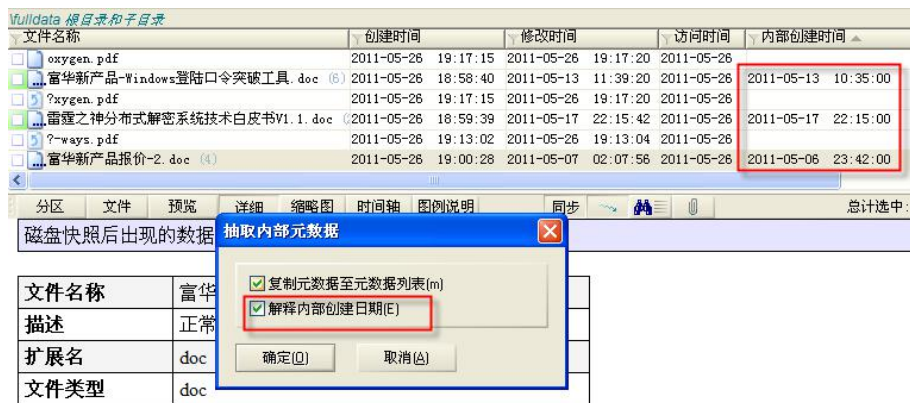 \fulldata 根目录和子目录
文件名称 创建时间 修改时间 访问时间 内部创建时间
oxygen.pdf 2011-05-26 19:17:15 2011-05-26 19:17:20 2011-05-26
富华新产品-Windows登陆口令突破工具.doc (6) 2011-05-26 18:58:40 2011-05-13 11:39:20 2011-05-26 2011-05-13 10:35:00
?xygen.pdf 2011-05-26 19:17:15 2011-05-26 19:17:20 2011-05-26
雷霆之神分布式解密系统技术白皮书V1.1.doc 2011-05-26 18:59:39 2011-05-17 22:15:42 2011-05-26 2011-05-17 22:15:00
?-ways.pdf 2011-05-26 19:13:02 2011-05-26 19:13:04 2011-05-26
富华新产品报价-2.doc (4) 2011-05-26 19:00:28 2011-05-07 02:07:56 2011-05-26 2011-05-06 23:42:00
分区 文件 预览 详细 缩略图 时间轴 图例说明 同步 总计选中:
磁盘快照后出现的数据
抽取内部元数据
复制元数据至元数据列表(m)
解释内部创建日期(E)
确定(O) 取消(A)
文件名称 富华
描述 正常
扩展名 doc
文件类型 doc